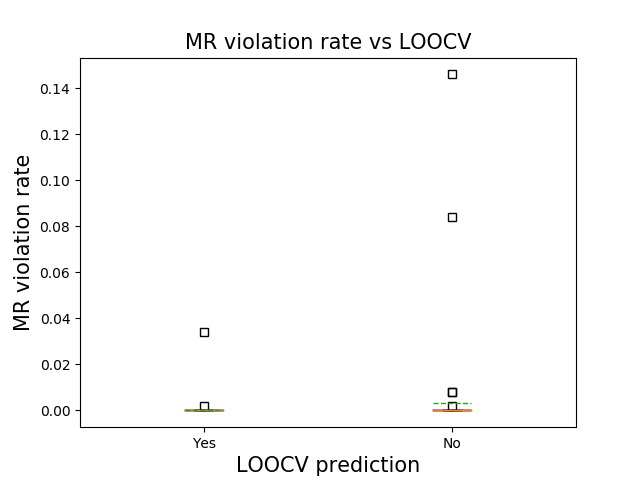 MR violation rate vs LOOCV
MR violation rate
0.14
0.12
0.10
0.08
0.06
0.04
0.02
0.00
Yes
No
LOOCV prediction